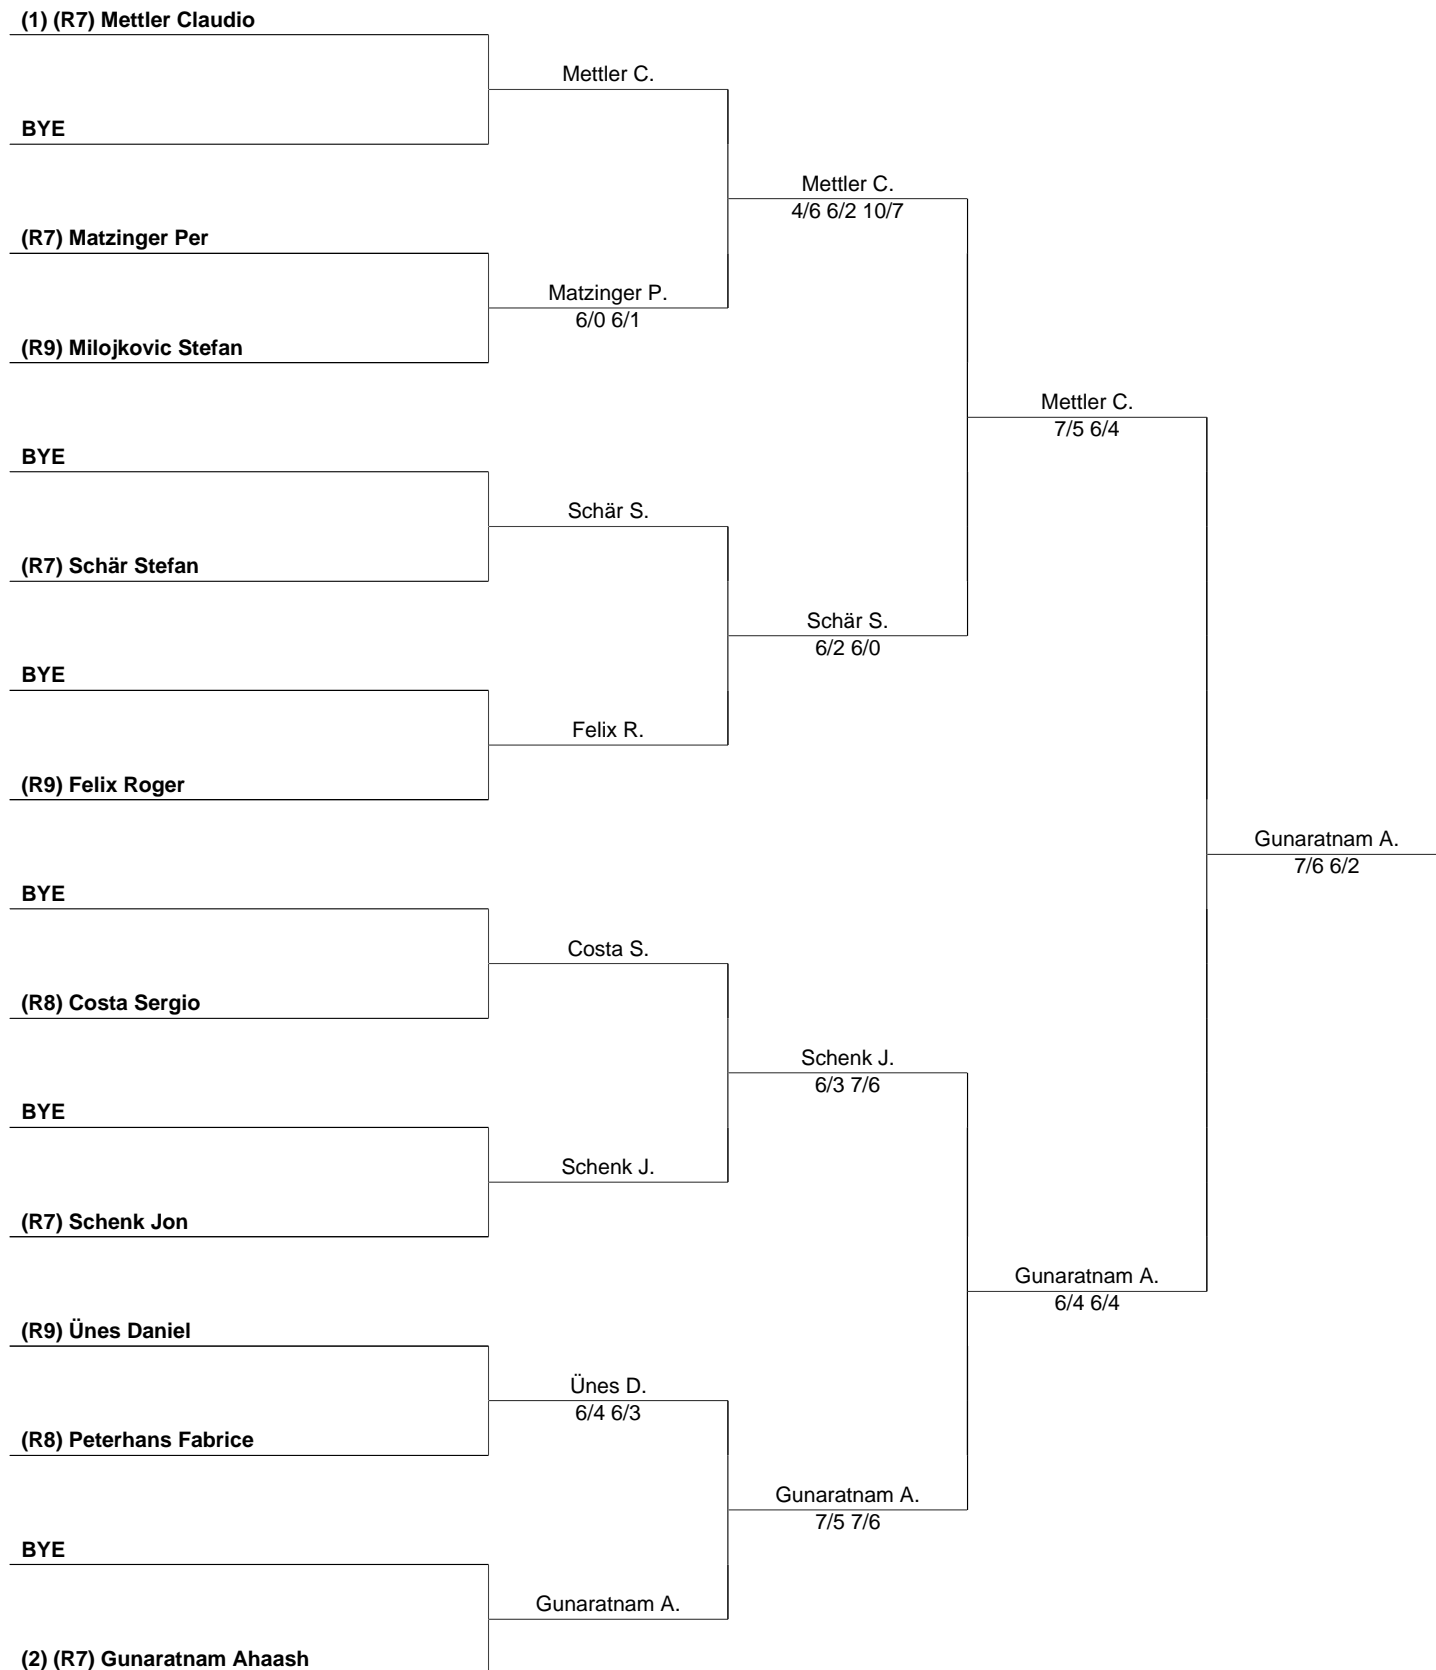 (1) (R7) Mettler Claudio
Mettler C.
BYE
Mettler C.
4/6 6/2 10/7
(R7) Matzinger Per
Matzinger P.
6/0 6/1
(R9) Milojkovic Stefan
Mettler C.
7/5 6/4
BYE
Schär S.
(R7) Schär Stefan
Schär S.
6/2 6/0
BYE
Felix R.
(R9) Felix Roger
Gunaratnam A.
7/6 6/2
BYE
Costa S.
(R8) Costa Sergio
Schenk J.
6/3 7/6
BYE
Schenk J.
(R7) Schenk Jon
Gunaratnam A.
6/4 6/4
(R9) Ünes Daniel
Ünes D.
6/4 6/3
(R8) Peterhans Fabrice
Gunaratnam A.
7/5 7/6
BYE
Gunaratnam A.
(2) (R7) Gunaratnam Ahaash